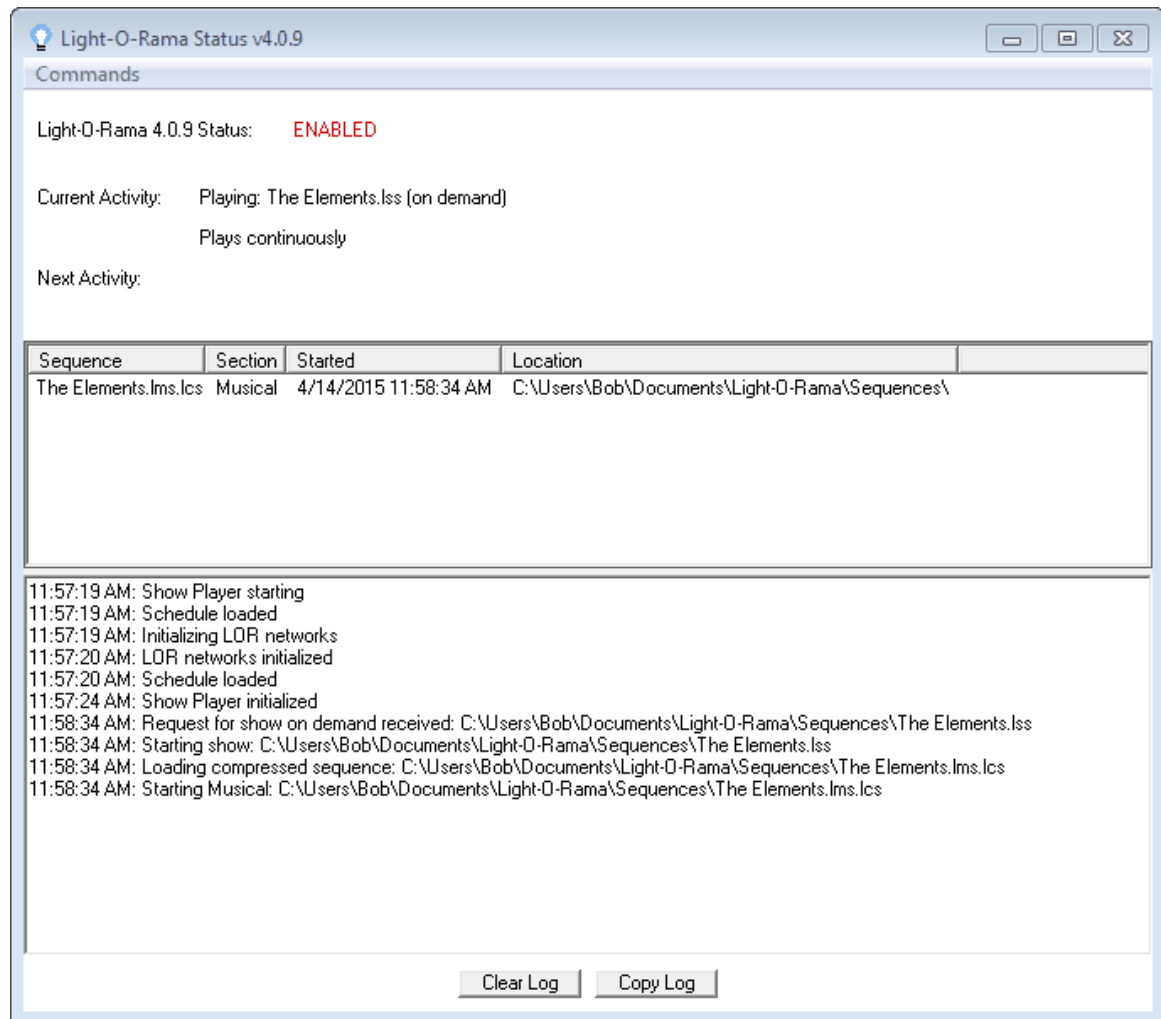 Light-O-Rama Status v4.0.9
Commands
Light-O-Rama 4.0.9 Status: ENABLED
Current Activity: Playing: The Elements.lss (on demand)
Plays continuously
Next Activity:
Sequence Section Started Location
The Elements.lms.lcs Musical 4/14/2015 11:58:34 AM C:\Users\Bob\Documents\Light-O-Rama\Sequences\
11:57:19 AM: Show Player starting
11:57:19 AM: Schedule loaded
11:57:19 AM: Initializing LOR networks
11:57:20 AM: LOR networks initialized
11:57:20 AM: Schedule loaded
11:57:24 AM: Show Player initialized
11:58:34 AM: Request for show on demand received: C:\Users\Bob\Documents\Light-O-Rama\Sequences\The Elements.lss
11:58:34 AM: Starting show: C:\Users\Bob\Documents\Light-O-Rama\Sequences\The Elements.lss
11:58:34 AM: Loading compressed sequence: C:\Users\Bob\Documents\Light-O-Rama\Sequences\The Elements.lms.lcs
11:58:34 AM: Starting Musical: C:\Users\Bob\Documents\Light-O-Rama\Sequences\The Elements.lms.lcs
Clear Log Copy Log